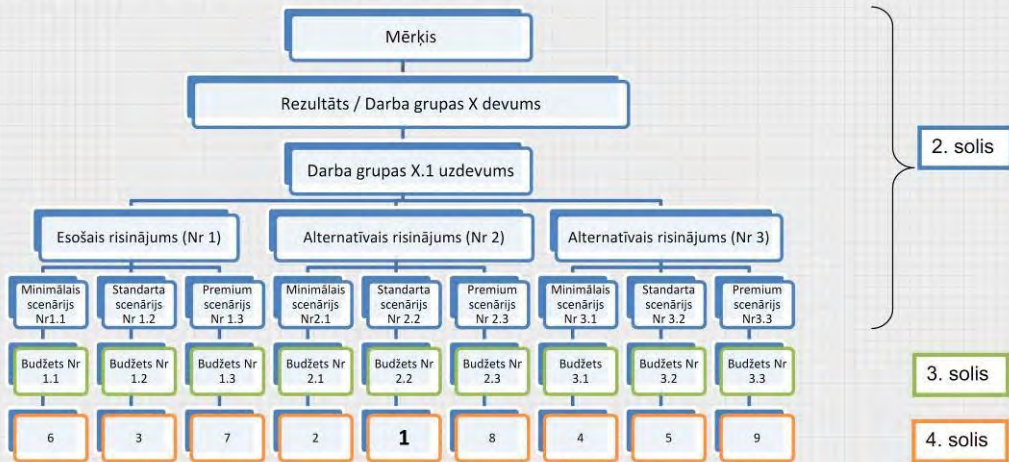 Mērķis
Rezultāts / Darba grupas X devums
Darba grupas X.1 uzdevums
2. solis
Esošais risinājums (Nr 1)
Alternatīvais risinājums (Nr 2)
Alternatīvais risinājums (Nr 3)
Minimālais
scenārijs
Nr1.1
Standarta
scenārijs
Nr 1.2
Premium
scenārijs
Nr 1.3
Minimālais
scenārijs
Nr2.1
Standarta
scenārijs
Nr 2.2
Premium
scenārijs
Nr 2.3
Minimālais
scenārijs
Nr 3.1
Standarta
scenārijs
Nr 3.2
Premium
scenārijs
Nr3.3
Budžets Nr
1.1
Budžets Nr
1.2
Budžets Nr
1.3
Budžets Nr
2.1
Budžets Nr
2.2
Budžets Nr
2.3
Budžets
3.1
Budžets Nr
3.2
Budžets Nr
3.3
3. solis
6
3
7
2
1
8
4
5
9
4. solis